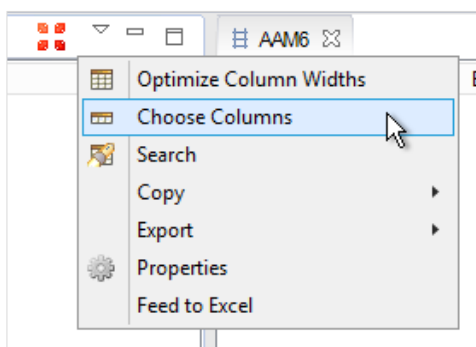 AAM6
Optimize Column Widths
Choose Columns
Search
Copy
Export
Properties
Feed to Excel